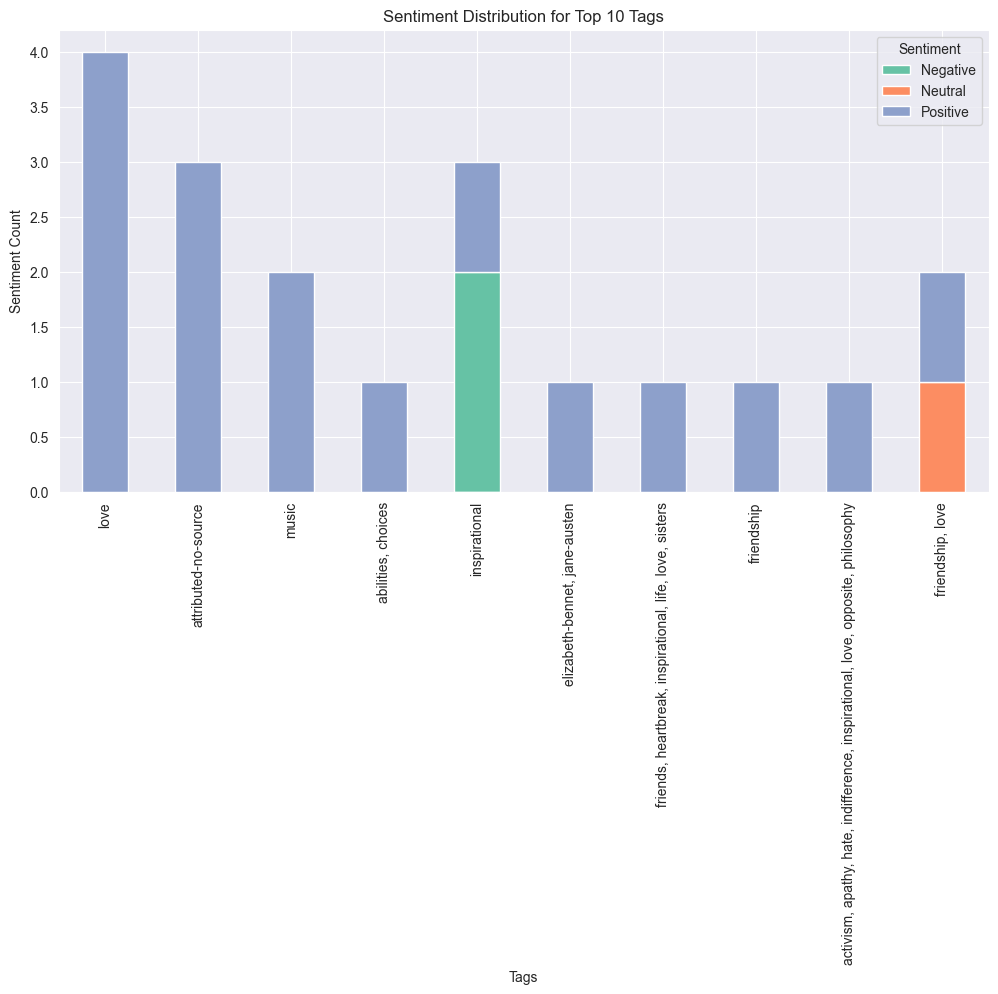 Sentiment Distribution for Top 10 Tags
Sentiment
Negative
Neutral
Positive
Sentiment Count
4.0
3.5
3.0
2.5
2.0
1.5
1.0
0.5
0.0
love
attributed-no-source
music
abilities, choices
inspirational
elizabeth-bennet, jane-austen
friends, heartbreak, inspirational, life, love, sisters
friendship
activism, apathy, hate, indifference, inspirational, love, opposite, philosophy
friendship, love
Tags